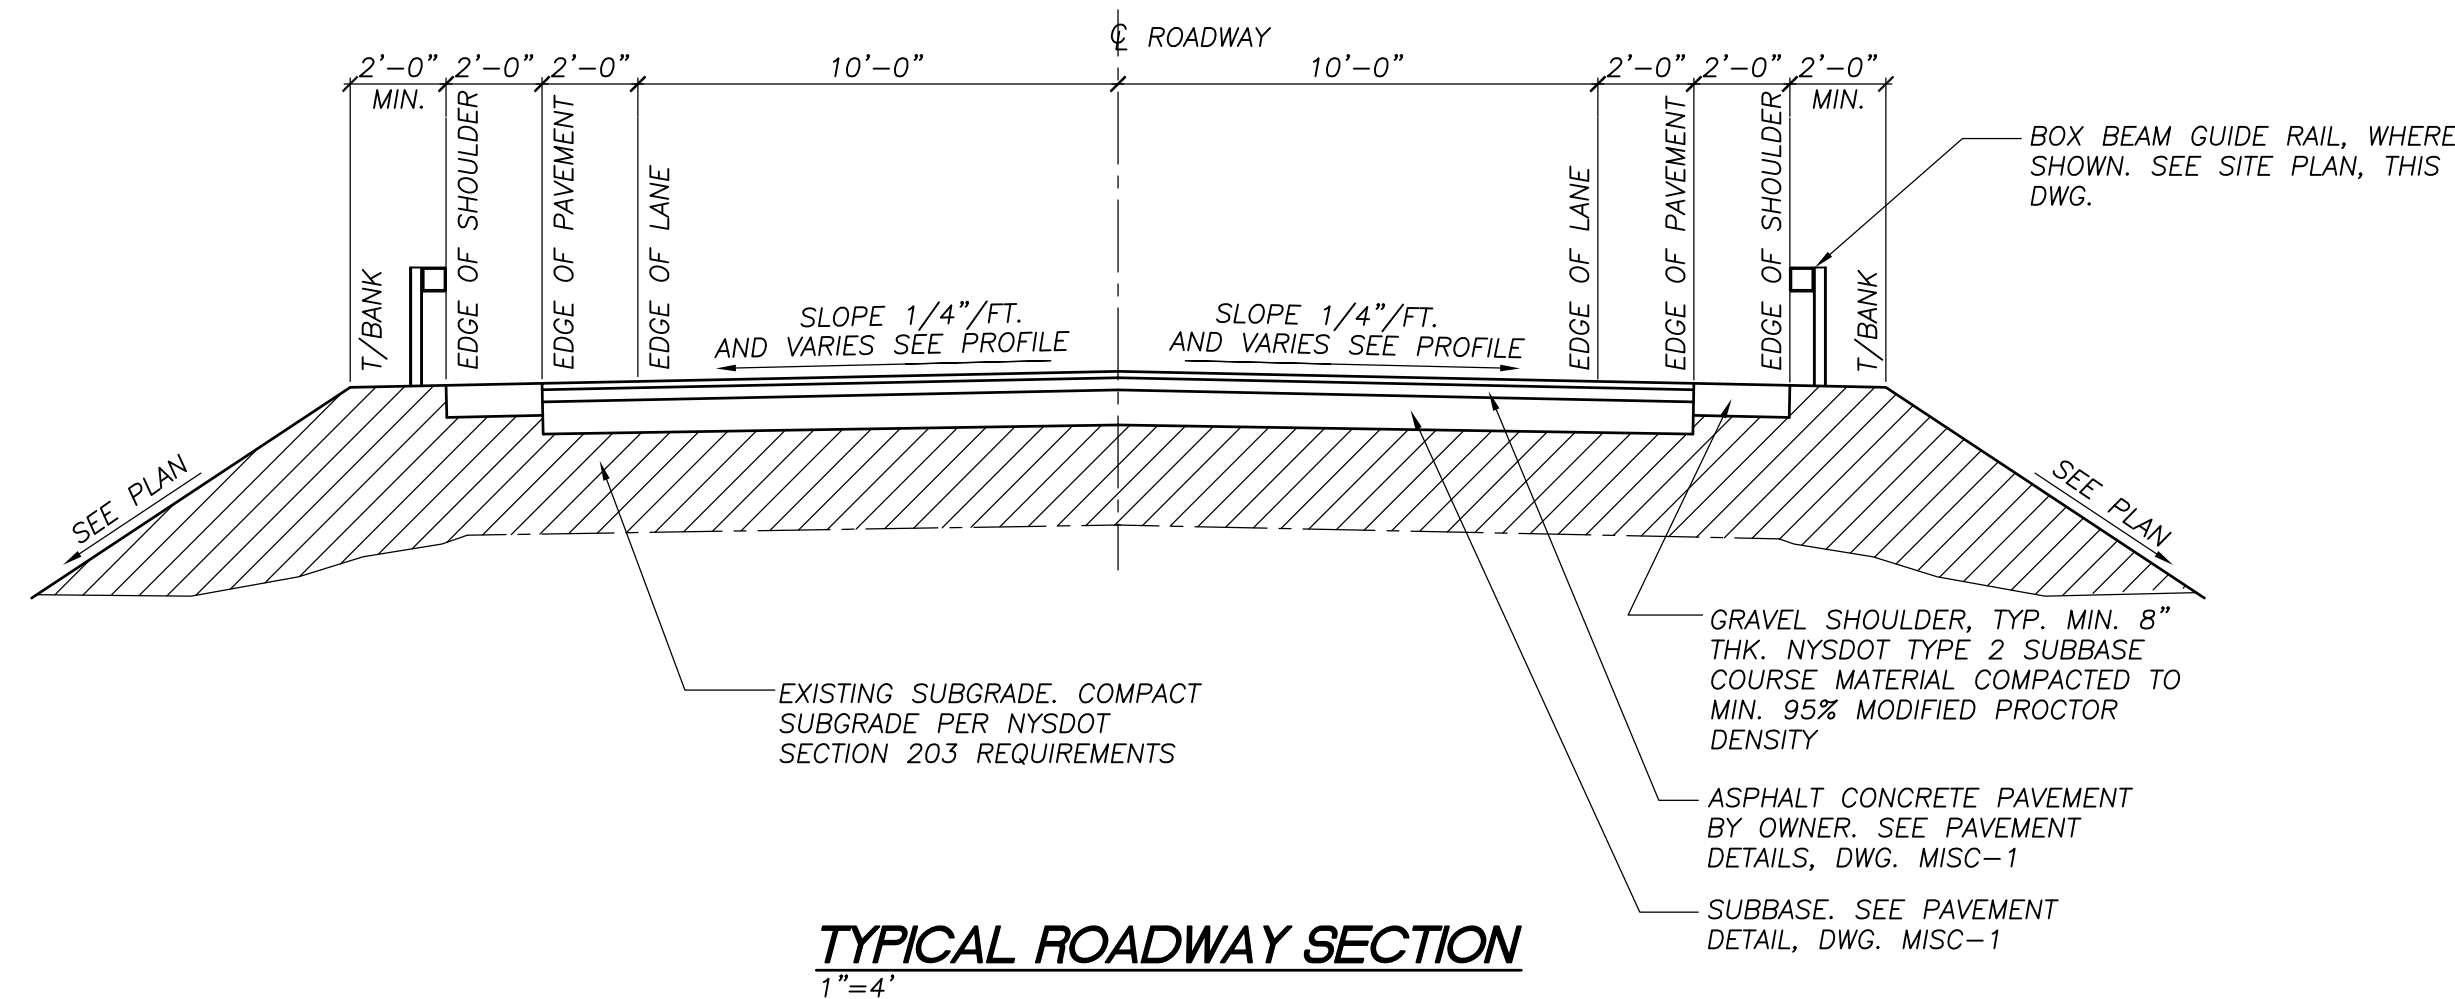 ℄ ROADWAY
2'-0" 2'-0" 2'-0" 10'-0" 10'-0" 2'-0" 2'-0" 2'-0"
MIN. MIN.
T/BANK
EDGE OF SHOULDER
EDGE OF PAVEMENT
EDGE OF LANE
SLOPE 1/4"/FT.
AND VARIES SEE PROFILE
SLOPE 1/4"/FT.
AND VARIES SEE PROFILE
EDGE OF LANE
EDGE OF PAVEMENT
EDGE OF SHOULDER
T/BANK
BOX BEAM GUIDE RAIL, WHERE
SHOWN. SEE SITE PLAN, THIS
DWG.
SEE PLAN
SEE PLAN
EXISTING SUBGRADE. COMPACT
SUBGRADE PER NYSDOT
SECTION 203 REQUIREMENTS
GRAVEL SHOULDER, TYP. MIN. 8"
THK. NYSDOT TYPE 2 SUBBASE
COURSE MATERIAL COMPACTED TO
MIN. 95% MODIFIED PROCTOR
DENSITY
ASPHALT CONCRETE PAVEMENT
BY OWNER. SEE PAVEMENT
DETAILS, DWG. MISC-1
SUBBASE. SEE PAVEMENT
DETAIL, DWG. MISC-1
TYPICAL ROADWAY SECTION
1"=4'